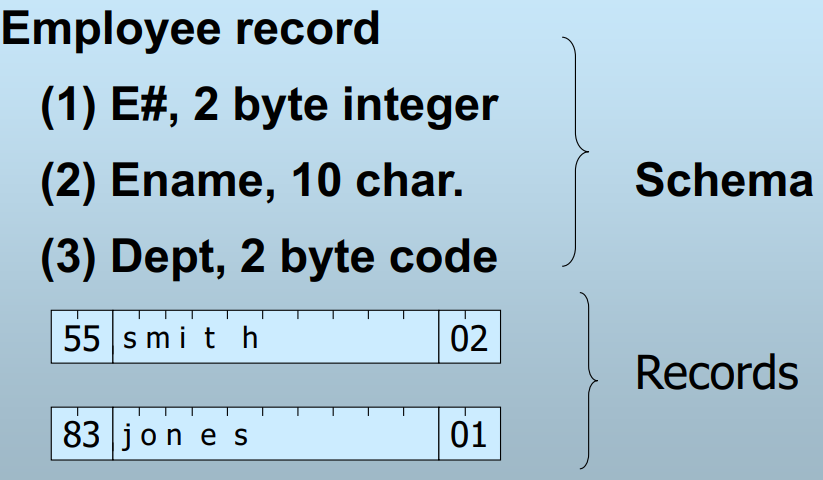 Employee record
(1) E#, 2 byte integer
(2) Ename, 10 char.
(3) Dept, 2 byte code
Schema
55 s m i t h 02
83 j o n e s 01
Records